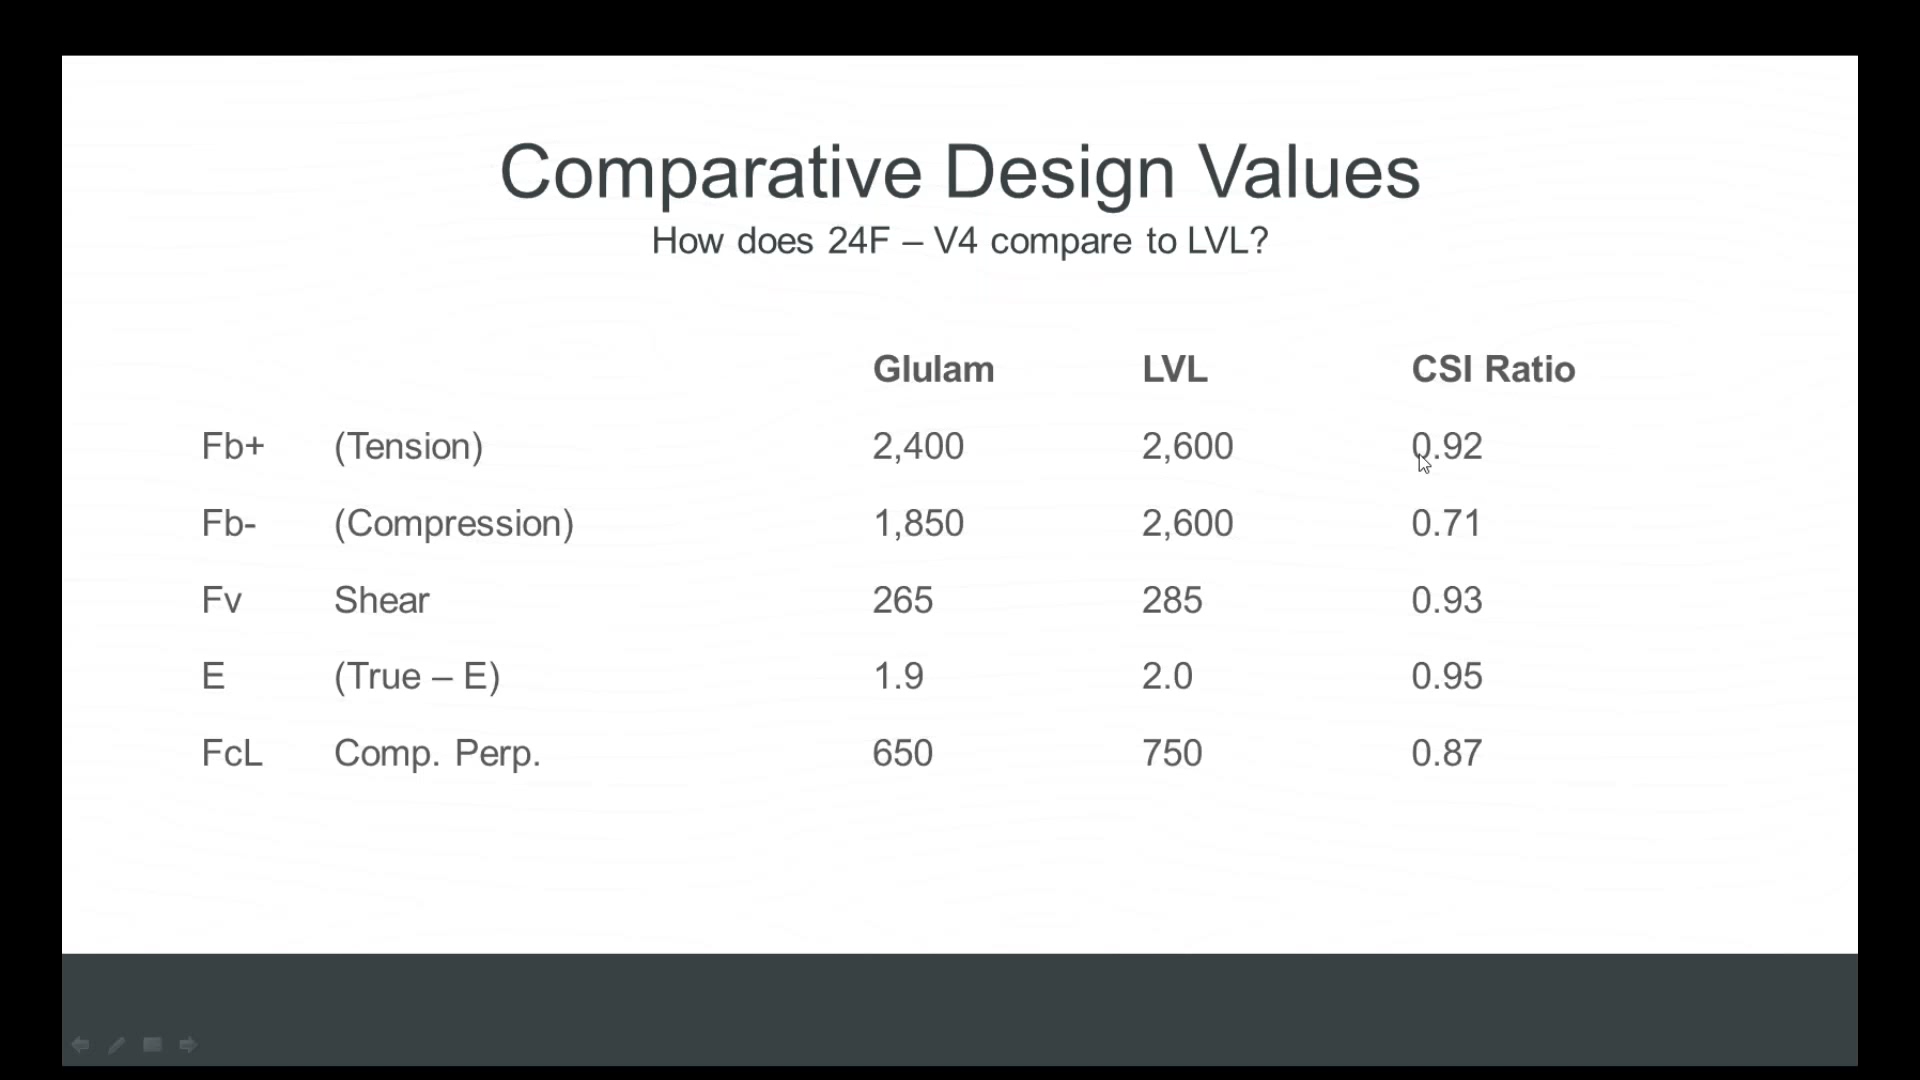 Comparative Design Values
How does 24F – V4 compare to LVL?
Glulam LVL CSI Ratio
Fb+ (Tension) 2,400 2,600 0.92
Fb- (Compression) 1,850 2,600 0.71
Fv Shear 265 285 0.93
E (True – E) 1.9 2.0 0.95
FcL Comp. Perp. 650 750 0.87